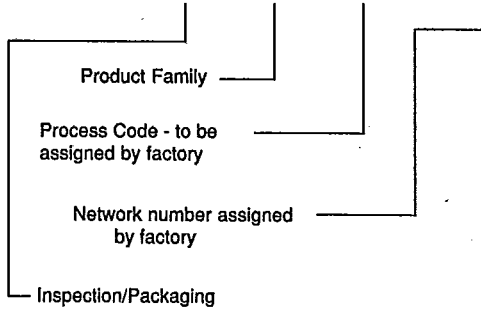 Product Family
Process Code - to be
assigned by factory
Network number assigned
by factory
Inspection/Packaging